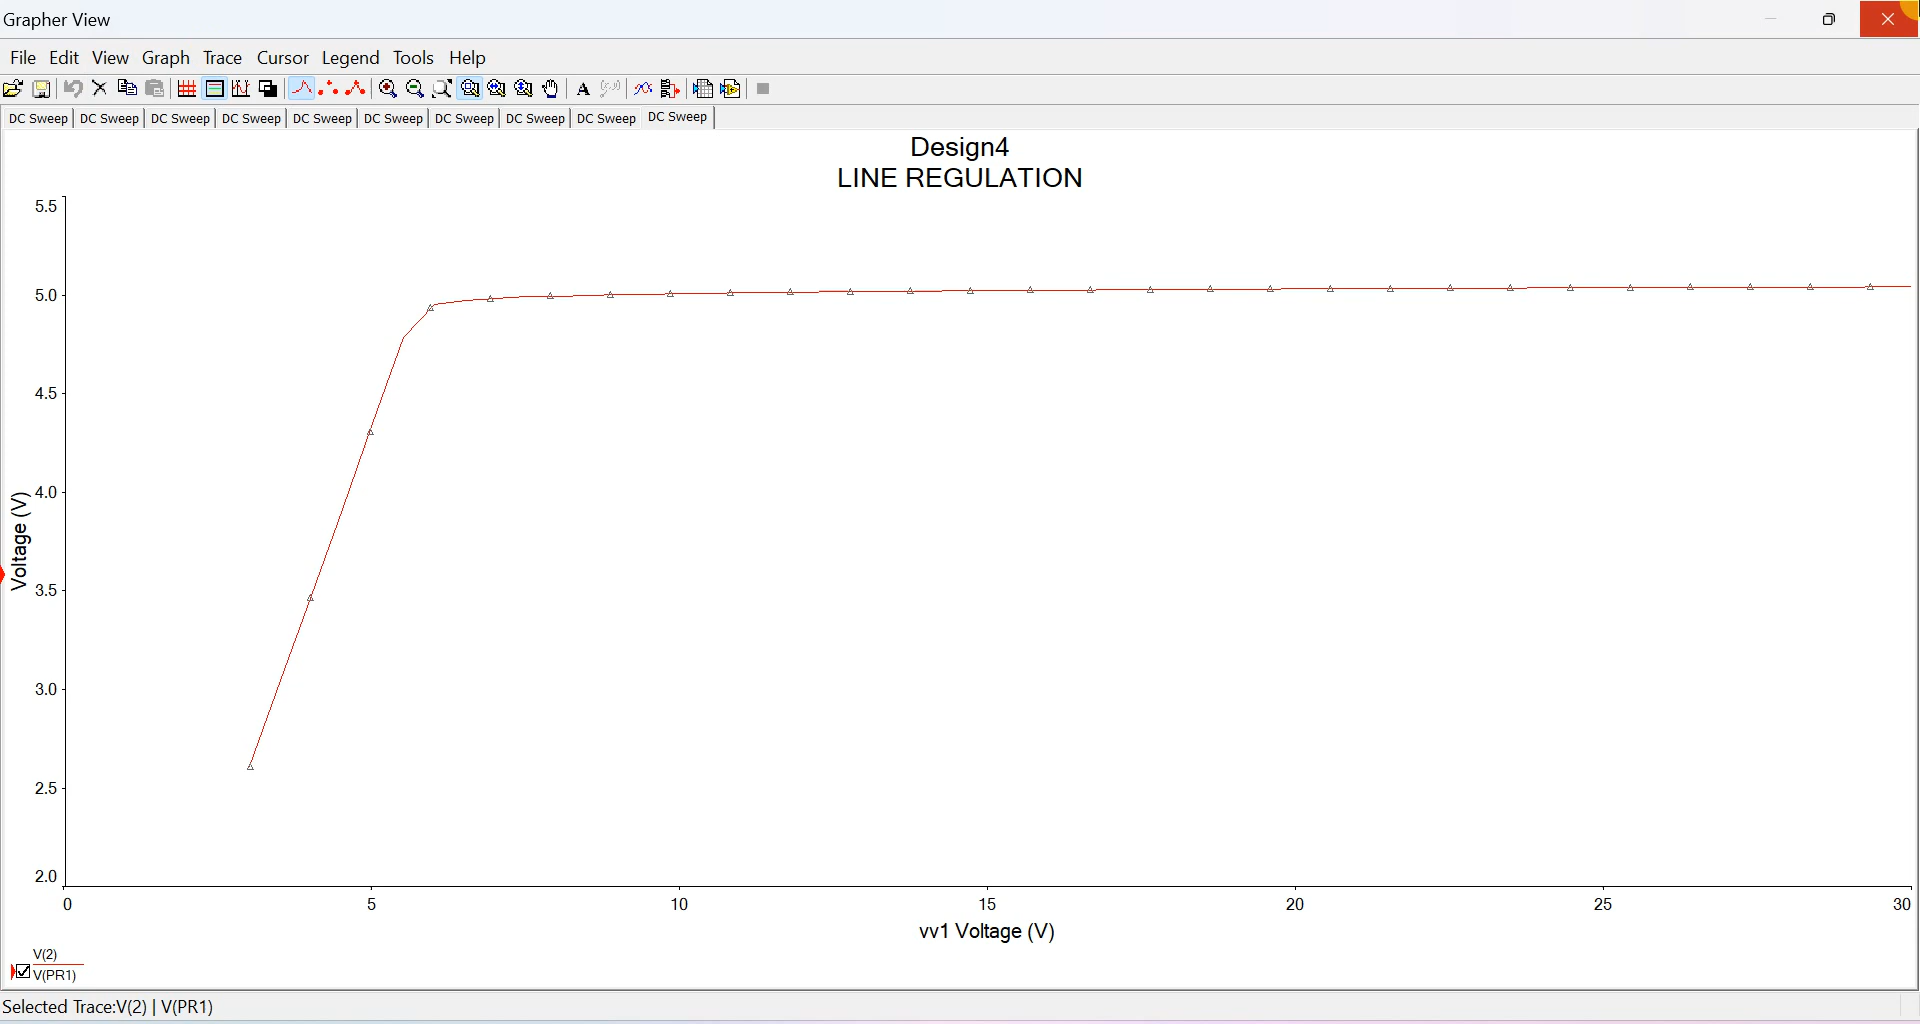 Grapher View
File Edit View Graph Trace Cursor Legend Tools Help
A
DC Sweep DC Sweep DC Sweep DC Sweep DC Sweep DC Sweep DC Sweep DC Sweep DC Sweep DC Sweep
Design4
LINE REGULATION
5.5
5.0
4.5
4.0
3.5
3.0
2.5
2.0
Voltage (V)
0 5 10 15 20 25 30
vv1 Voltage (V)
V(2)
V(PR1)
Selected Trace:V(2) | V(PR1)